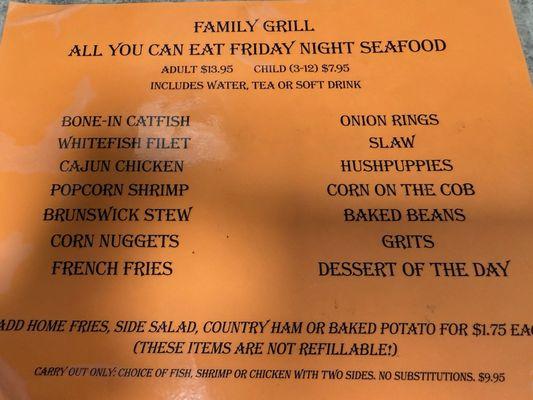 FAMILY GRILL
ALL YOU CAN EAT FRIDAY NIGHT SEAFOOD
ADULT $13.95 CHILD (3-12) $7.95
INCLUDES WATER, TEA OR SOFT DRINK
BONE-IN CATFISH
WHITEFISH FILET
CAJUN CHICKEN
POPCORN SHRIMP
BRUNSWICK STEW
CORN NUGGETS
FRENCH FRIES
ONION RINGS
SLAW
HUSHPUPPIES
CORN ON THE COB
BAKED BEANS
GRITS
DESSERT OF THE DAY
ADD HOME FRIES, SIDE SALAD, COUNTRY HAM OR BAKED POTATO FOR $1.75 EAC
(THESE ITEMS ARE NOT REFILLABLE!)
CARRY OUT ONLY: CHOICE OF FISH, SHRIMP OR CHICKEN WITH TWO SIDES. NO SUBSTITUTIONS. $9.95